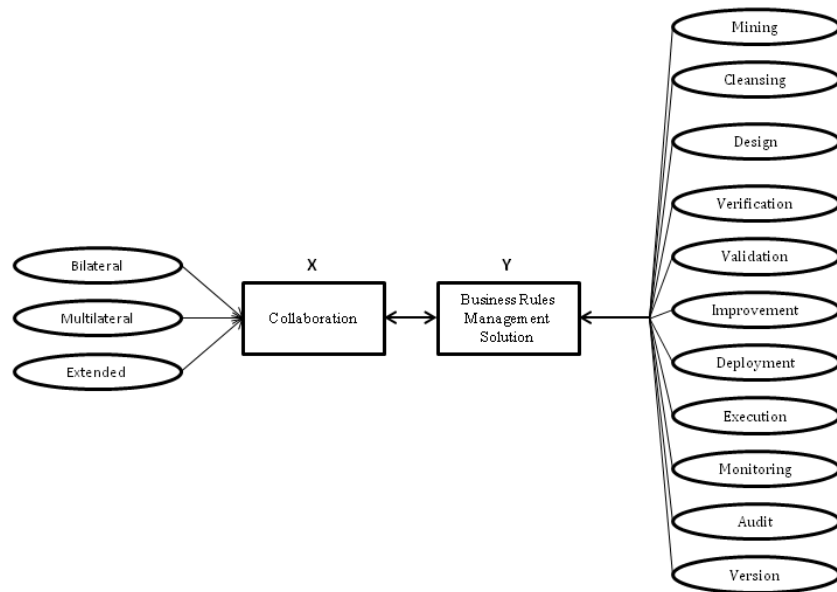 Mining
Cleansing
Design
Verification
Validation
Improvement
Deployment
Execution
Monitoring
Audit
Version
X
Y
Bilateral
Multilateral
Extended
Collaboration
Business Rules
Management
Solution